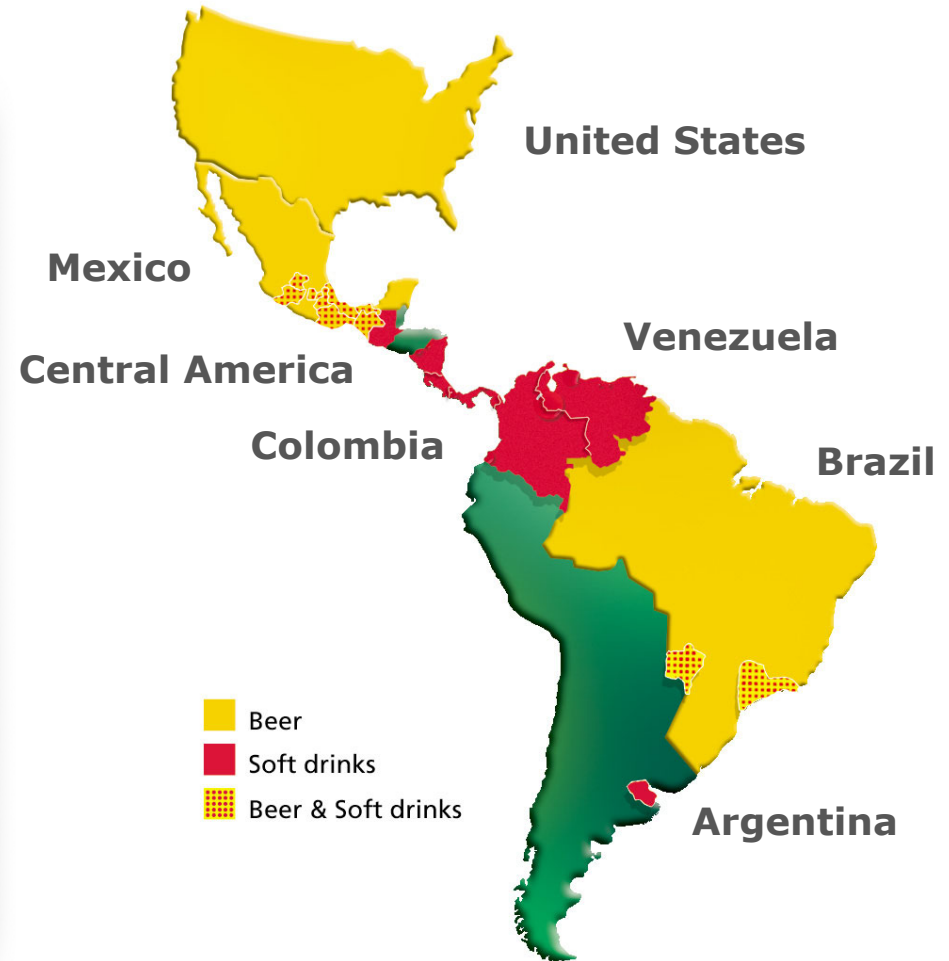 United States
Mexico
Venezuela
Central America
Colombia
Brazil
Beer
Soft drinks
Beer & Soft drinks
Argentina